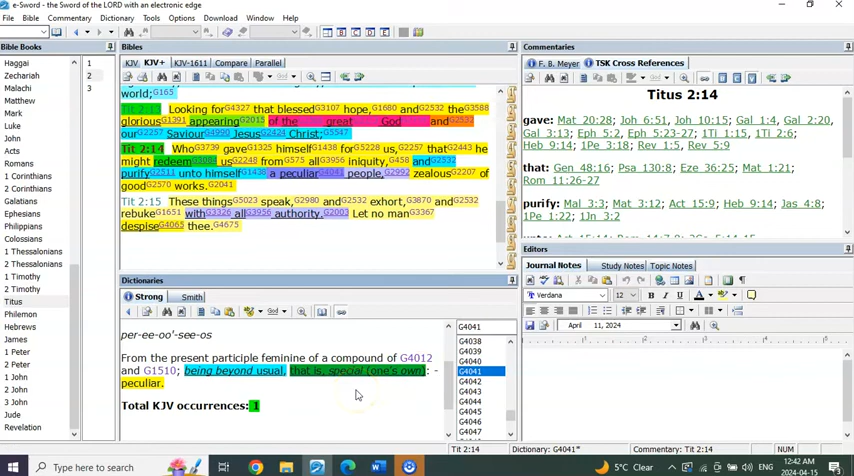 e-Sword - the Sword of the LORD with an electronic edge
File Bible Commentary Dictionary Tools Options Download Window Help
1 A B C D E
Bible Books
Haggai
Zechariah
Malachi
Matthew
Mark
Luke
John
Acts
Romans
1 Corinthians
2 Corinthians
Galatians
Ephesians
Philippians
Colossians
1 Thessalonians
2 Thessalonians
1 Timothy
2 Timothy
Titus
Philemon
Hebrews
James
1 Peter
2 Peter
1 John
2 John
3 John
Jude
Revelation
1
2
3
Bibles
KJV KJV+ KJV-1611 Compare Parallel
world;G165
Tit 2:13 Looking forG4327 that blessedG3107 hope,G1680 andG2532 theG3588
gloriousG1391 appearingG2015 of the great God andG2532
ourG2257 SaviourG4990 JesusG2424 Christ;G5547
Tit 2:14 WhoG3739 gaveG1325 himselfG1438 forG5228 us,G2257 thatG2443 he
might redeemG3084 usG2248 fromG575 allG3956 iniquity,G458 andG2532
purifyG2511 unto himselfG1438 a peculiarG4041 people,G2992 zealousG2207 of
goodG2570 works.G2041
Tit 2:15 These thingsG5023 speak,G2980 andG2532 exhort,G3870 andG2532
rebukeG1651 withG3326 allG3956 authority.G2003 Let no manG3367
despiseG4065 thee.G4675
Dictionaries
Strong Smith
per-ee-oo'-see-os
From the present participle feminine of a compound of G4012
and G1510; being beyond usual, that is, special (one's own): -
peculiar.
Total KJV occurrences: 1
G4041
G4038
G4039
G4040
G4041
G4042
G4043
G4044
G4045
G4046
G4047
Commentaries
F. B. Meyer TSK Cross References
Titus 2:14
gave: Mat 20:28; Joh 6:51; Joh 10:15; Gal 1:4; Gal 2:20;
Gal 3:13; Eph 5:2, Eph 5:23-27; 1Ti 1:15; 1Ti 2:6;
Heb 9:14; 1Pe 3:18; Rev 1:5; Rev 5:9
that: Gen 48:16; Psa 130:8; Eze 36:25; Mat 1:21;
Rom 11:26-27
purify: Mal 3:3; Mat 3:12; Act 15:9; Heb 9:14; Jas 4:8;
1Pe 1:22; 1Jn 3:2
Editors
Journal Notes Study Notes Topic Notes
Verdana 12 B I U A
April 11, 2024
1 2 3 4 5
Tit 2:14 Dictionary: G4041* Commentary: Tit 2:14 NUM
Type here to search
5°C Clear
ENG
12:42 AM
2024-04-15